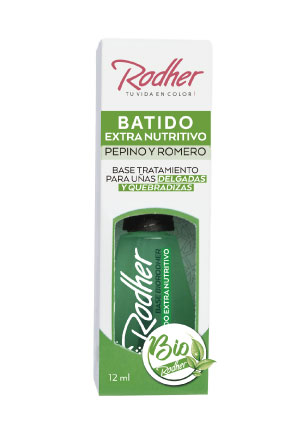 Rodher
TU VIDA EN COLOR!
BATIDO
EXTRA NUTRITIVO
PEPINO Y ROMERO
BASE TRATAMIENTO
PARA UÑAS DELGADAS
Y QUEBRADIZAS
Rodher
DO EXTRA NUTRITIVO
Bio
Rodher
12 ml